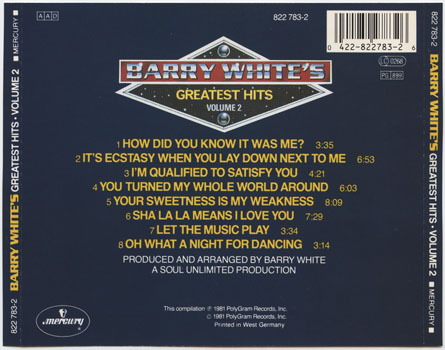 A A D
822 783-2
0 422-822783-2 6
LC 0268
PG 899
BARRY WHITE'S
GREATEST HITS
VOLUME 2
1 HOW DID YOU KNOW IT WAS ME? 3:35
2 IT'S ECSTASY WHEN YOU LAY DOWN NEXT TO ME 6:53
3 I'M QUALIFIED TO SATISFY YOU 4:21
4 YOU TURNED MY WHOLE WORLD AROUND 6:03
5 YOUR SWEETNESS IS MY WEAKNESS 8:09
6 SHA LA LA MEANS I LOVE YOU 7:29
7 LET THE MUSIC PLAY 3:34
8 OH WHAT A NIGHT FOR DANCING 3:14
PRODUCED AND ARRANGED BY BARRY WHITE
A SOUL UNLIMITED PRODUCTION
This compilation ℗ 1981 PolyGram Records, Inc.
© 1981 PolyGram Records, Inc.
Printed in West Germany
mercury
822 783-2 BARRY WHITE'S GREATEST HITS · VOLUME 2 ■ MERCURY ■
822 783-2 BARRY WHITE'S GREATEST HITS · VOLUME 2 ■ MERCURY ■